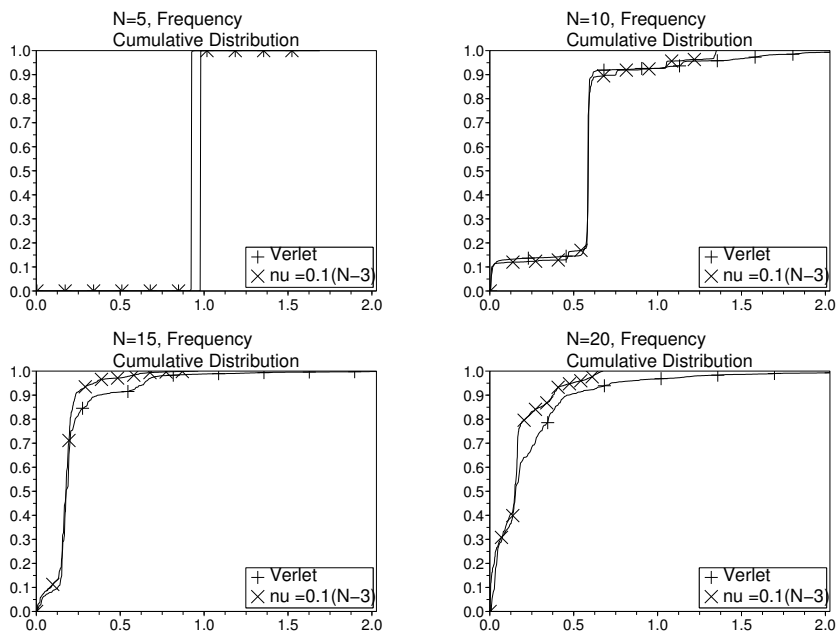 N=5, Frequency
Cumulative Distribution
1.0
0.9
0.8
0.7
0.6
0.5
0.4
0.3
0.2
0.1
0.0
0.0 0.5 1.0 1.5 2.0
Verlet
nu =0.1(N−3)
N=10, Frequency
Cumulative Distribution
1.0
0.9
0.8
0.7
0.6
0.5
0.4
0.3
0.2
0.1
0.0
0.0 0.5 1.0 1.5 2.0
Verlet
nu =0.1(N−3)
N=15, Frequency
Cumulative Distribution
1.0
0.9
0.8
0.7
0.6
0.5
0.4
0.3
0.2
0.1
0.0
0.0 0.5 1.0 1.5 2.0
Verlet
nu =0.1(N−3)
N=20, Frequency
Cumulative Distribution
1.0
0.9
0.8
0.7
0.6
0.5
0.4
0.3
0.2
0.1
0.0
0.0 0.5 1.0 1.5 2.0
Verlet
nu =0.1(N−3)